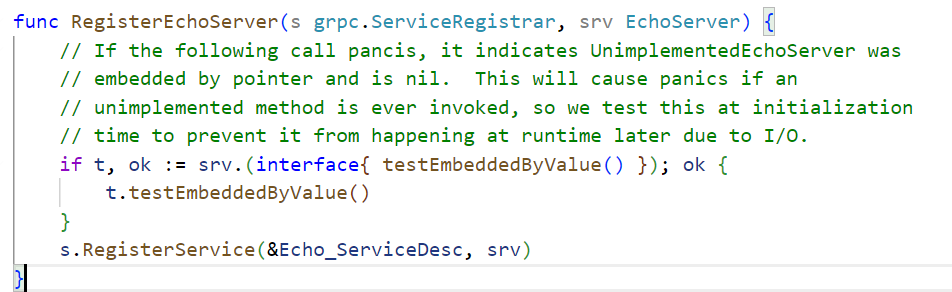 func RegisterEchoServer(s grpc.ServiceRegistrar, srv EchoServer) {
    // If the following call pancis, it indicates UnimplementedEchoServer was
    // embedded by pointer and is nil.  This will cause panics if an
    // unimplemented method is ever invoked, so we test this at initialization
    // time to prevent it from happening at runtime later due to I/O.
    if t, ok := srv.(interface{ testEmbeddedByValue() }); ok {
        t.testEmbeddedByValue()
    }
    s.RegisterService(&Echo_ServiceDesc, srv)
}